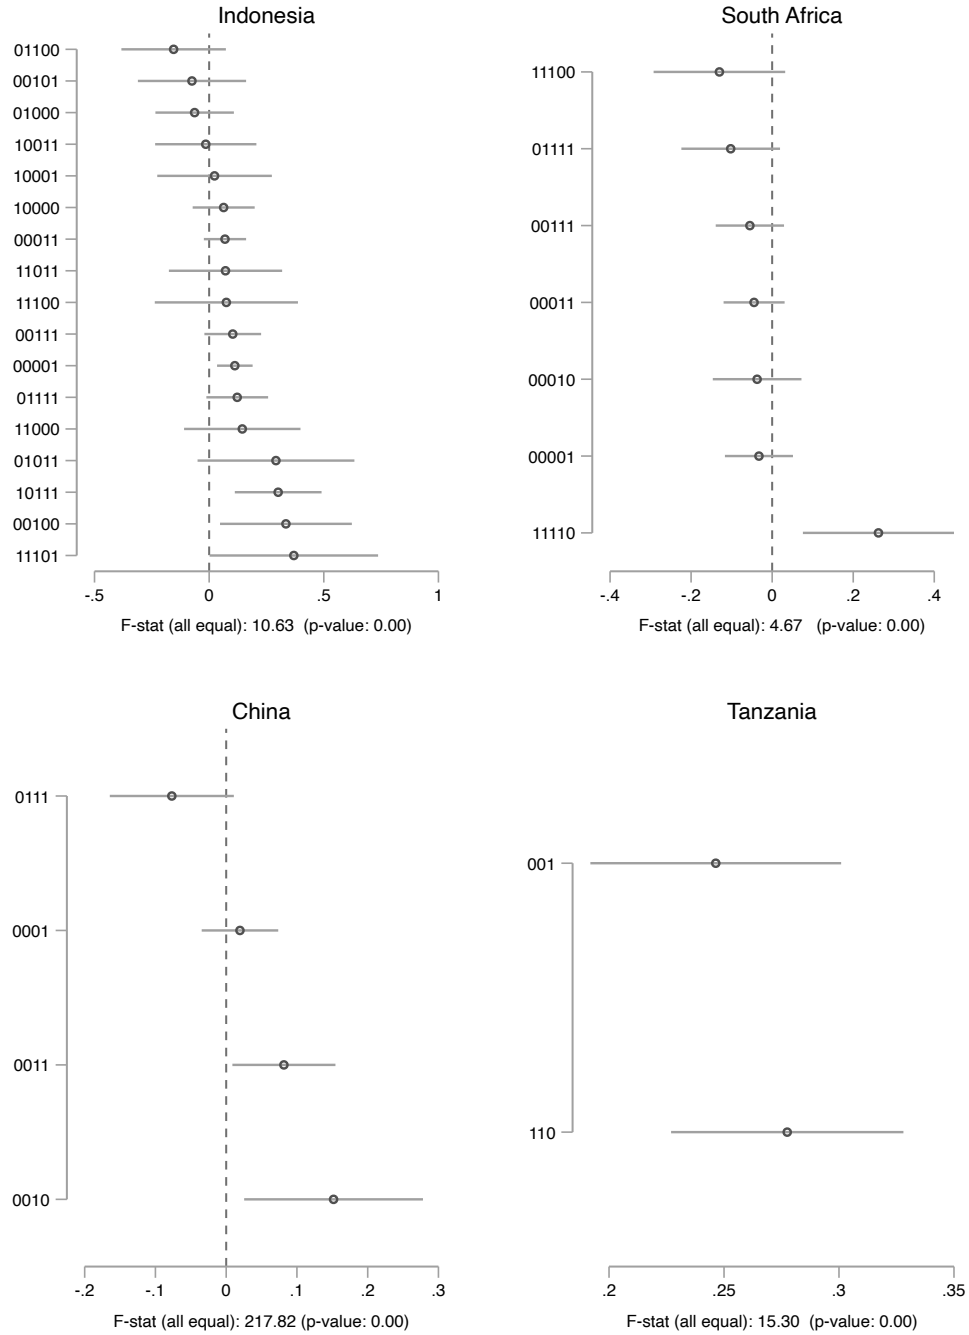 Indonesia
01100
00101
01000
10011
10001
10000
00011
11011
11100
00111
00001
01111
11000
01011
10111
00100
11101
-.5 0 .5 1
F-stat (all equal): 10.63 (p-value: 0.00)
South Africa
11100
01111
00111
00011
00010
00001
11110
-.4 -.2 0 .2 .4
F-stat (all equal): 4.67 (p-value: 0.00)
China
0111
0001
0011
0010
-.2 -.1 0 .1 .2 .3
F-stat (all equal): 217.82 (p-value: 0.00)
Tanzania
001
110
.2 .25 .3 .35
F-stat (all equal): 15.30 (p-value: 0.00)